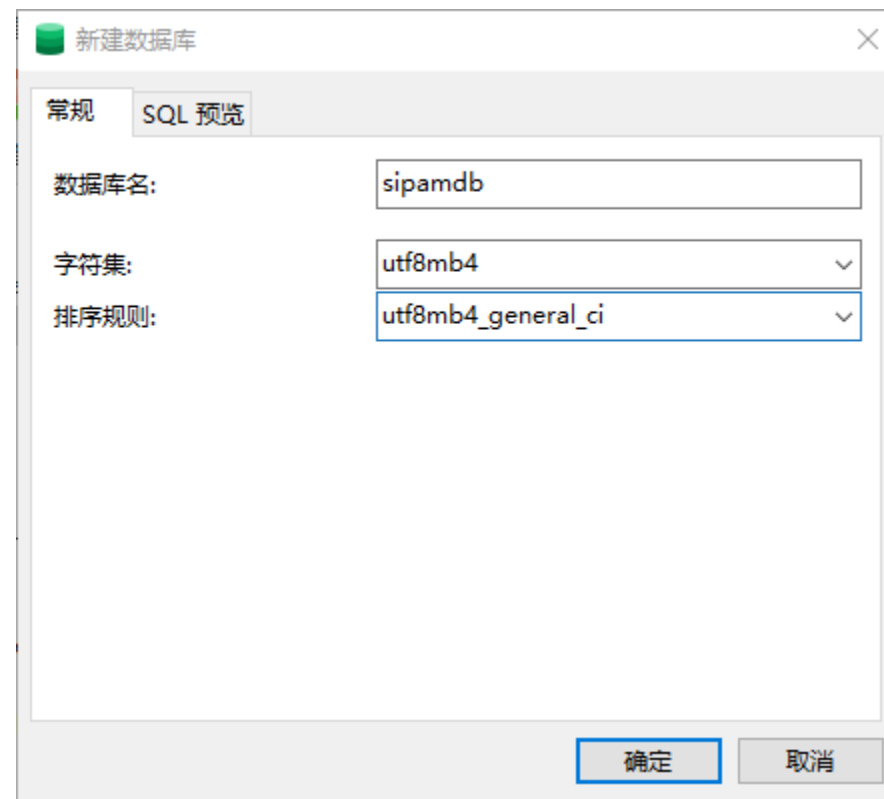 新建数据库
常规 SQL 预览
数据库名: sipamdb
字符集: utf8mb4
排序规则: utf8mb4_general_ci
确定 取消